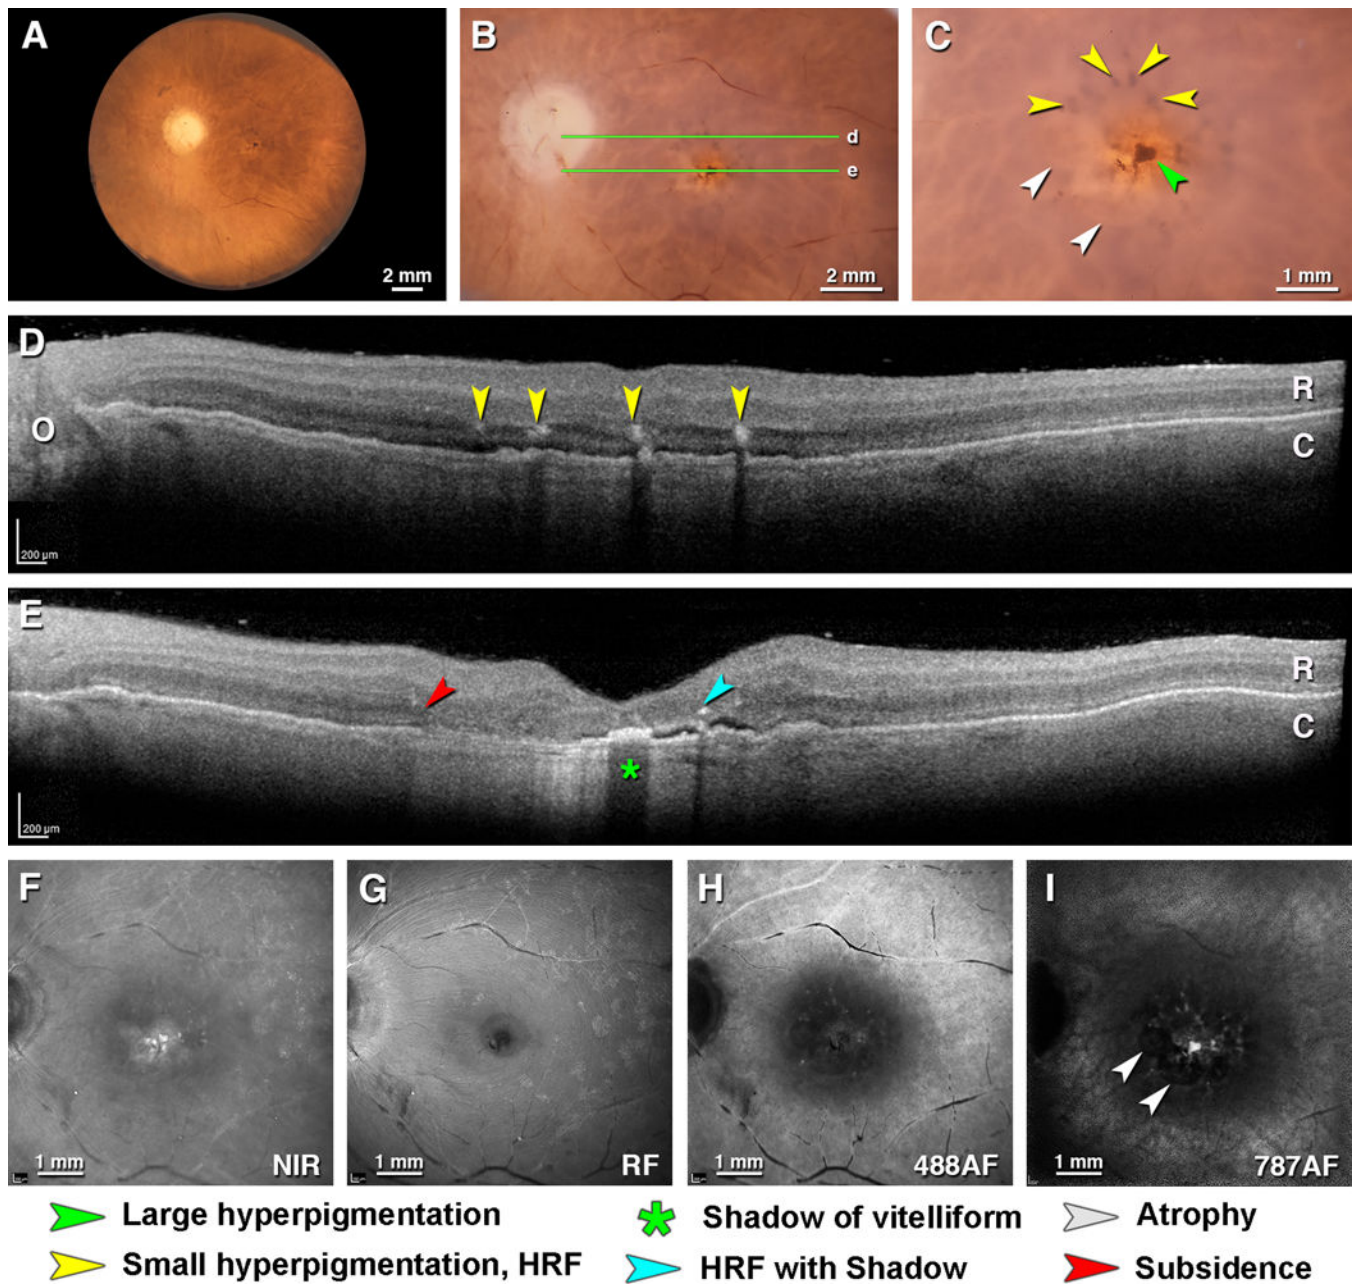 A
2 mm
B
d
e
2 mm
C
1 mm
D
O
R
C
200 µm
E
R
C
*
200 µm
F
1 mm
NIR
G
1 mm
RF
H
1 mm
488AF
I
1 mm
787AF
Large hyperpigmentation
* Shadow of vitelliform
Atrophy
Small hyperpigmentation, HRF
HRF with Shadow
Subsidence